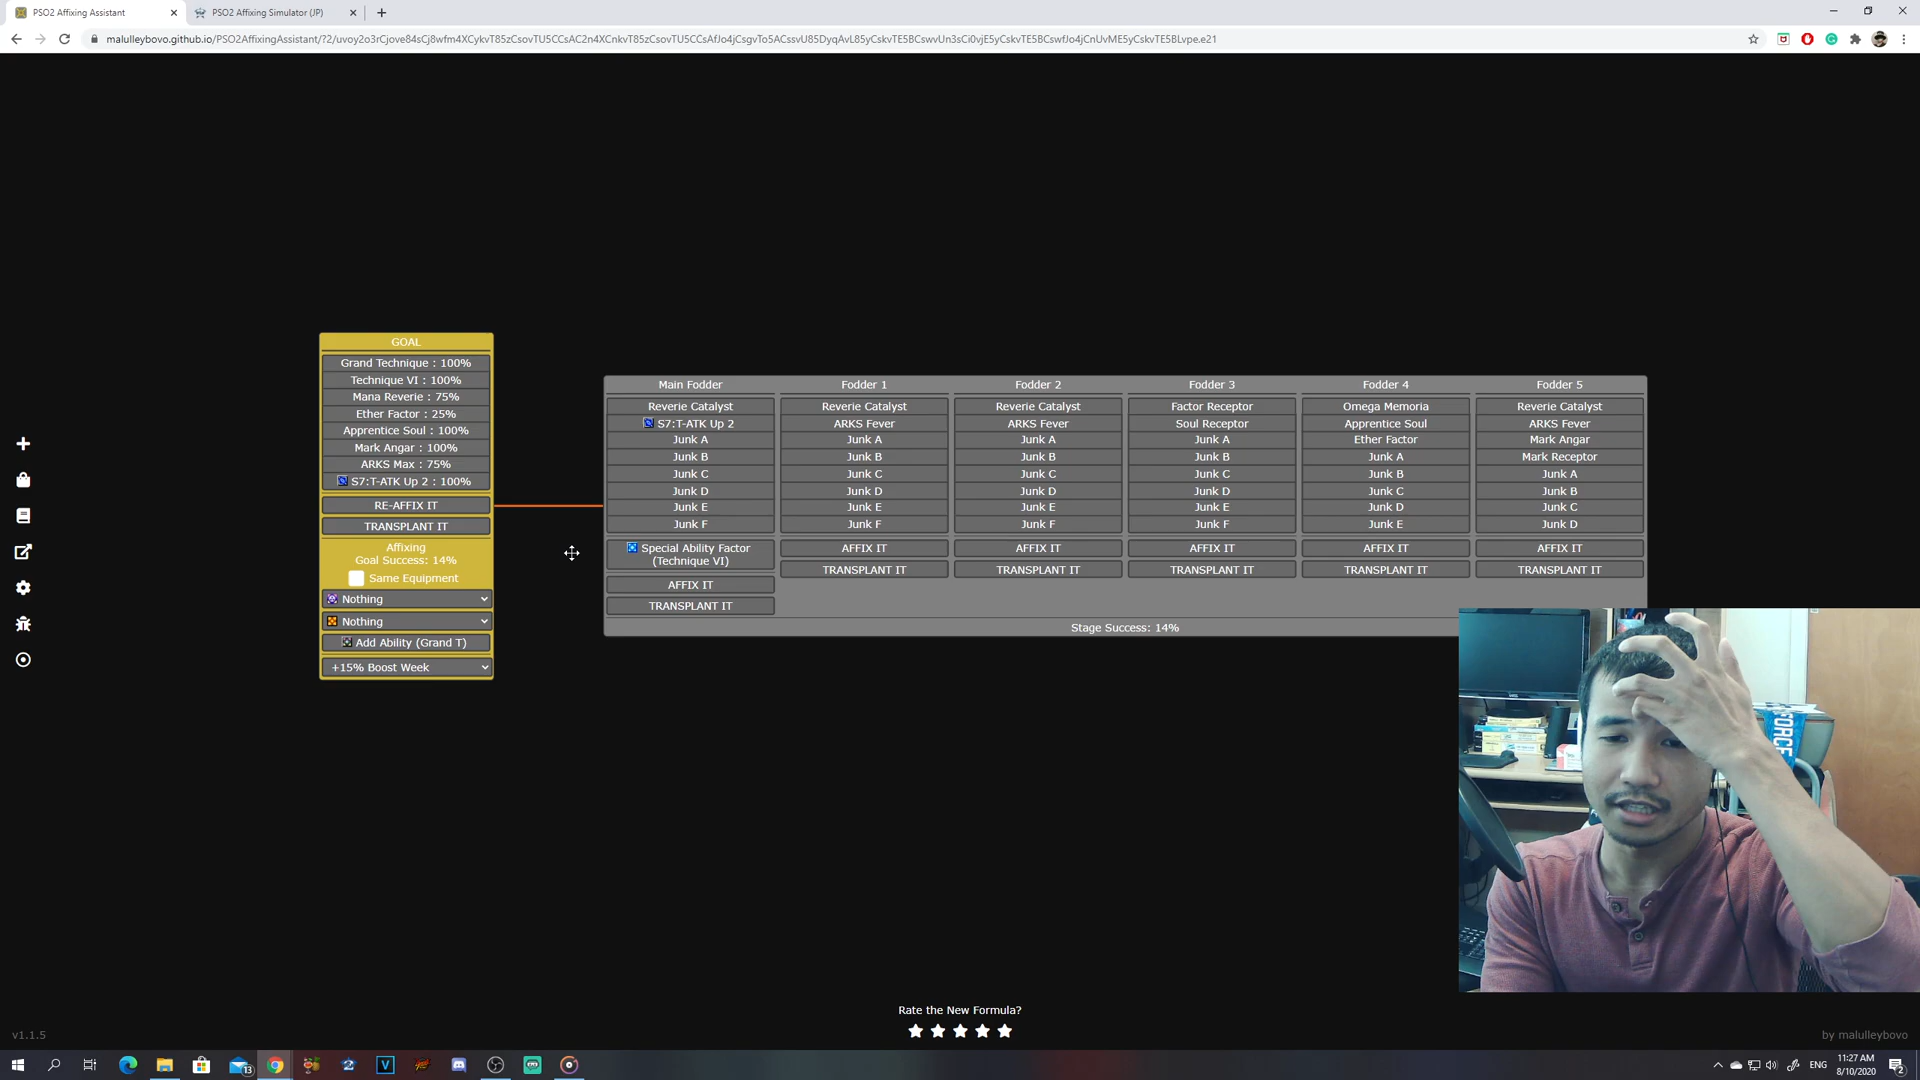 PSO2 Affixing Assistant
PSO2 Affixing Simulator (JP)
GOAL
Grand Technique : 100%
Technique VI : 100%
Mana Reverie : 75%
Ether Factor : 25%
Apprentice Soul : 100%
Mark Angar : 100%
ARKS Max : 75%
S7:T-ATK Up 2 : 100%
RE-AFFIX IT
TRANSPLANT IT
Affixing
Goal Success: 14%
Same Equipment
Nothing
Nothing
Add Ability (Grand T)
+15% Boost Week
Main Fodder
Reverie Catalyst
S7:T-ATK Up 2
Junk A
Junk B
Junk C
Junk D
Junk E
Junk F
Special Ability Factor
(Technique VI)
AFFIX IT
TRANSPLANT IT
Fodder 1
Reverie Catalyst
ARKS Fever
Junk A
Junk B
Junk C
Junk D
Junk E
Junk F
AFFIX IT
TRANSPLANT IT
Fodder 2
Reverie Catalyst
ARKS Fever
Junk A
Junk B
Junk C
Junk D
Junk E
Junk F
AFFIX IT
TRANSPLANT IT
Fodder 3
Factor Receptor
Soul Receptor
Junk A
Junk B
Junk C
Junk D
Junk E
Junk F
AFFIX IT
TRANSPLANT IT
Fodder 4
Omega Memoria
Apprentice Soul
Ether Factor
Junk A
Junk B
Junk C
Junk D
Junk E
AFFIX IT
TRANSPLANT IT
Fodder 5
Reverie Catalyst
ARKS Fever
Mark Angar
Mark Receptor
Junk A
Junk B
Junk C
Junk D
AFFIX IT
TRANSPLANT IT
Stage Success: 14%
FORCE
Rate the New Formula?
v1.1.5
by malulleybovo
13
ENG
11:27 AM
8/10/2020
2